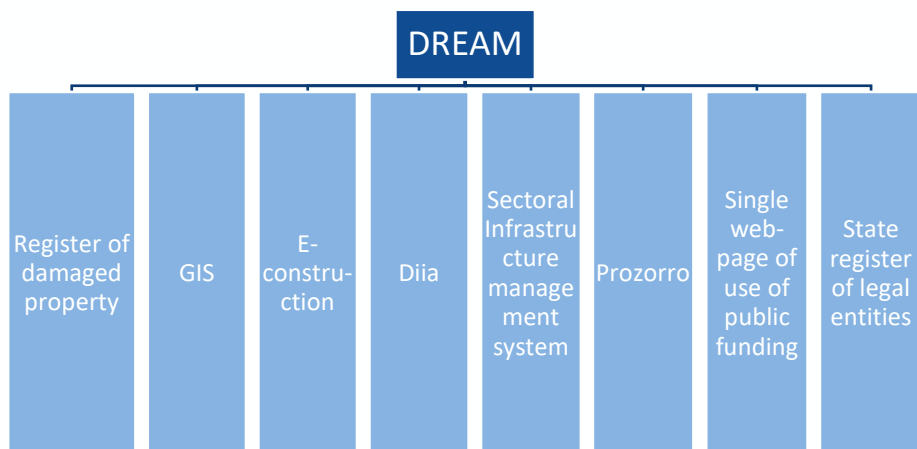 DREAM
Register of
damaged
property
GIS
E-
constru-
ction
Diia
Sectoral
Infrastru
cture
manage
ment
system
Prozorro
Single
web-
page of
use of
public
funding
State
register
of legal
entities